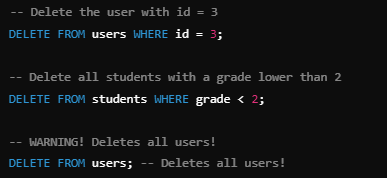 -- Delete the user with id = 3
DELETE FROM users WHERE id = 3;
-- Delete all students with a grade lower than 2
DELETE FROM students WHERE grade < 2;
-- WARNING! Deletes all users!
DELETE FROM users; -- Deletes all users!